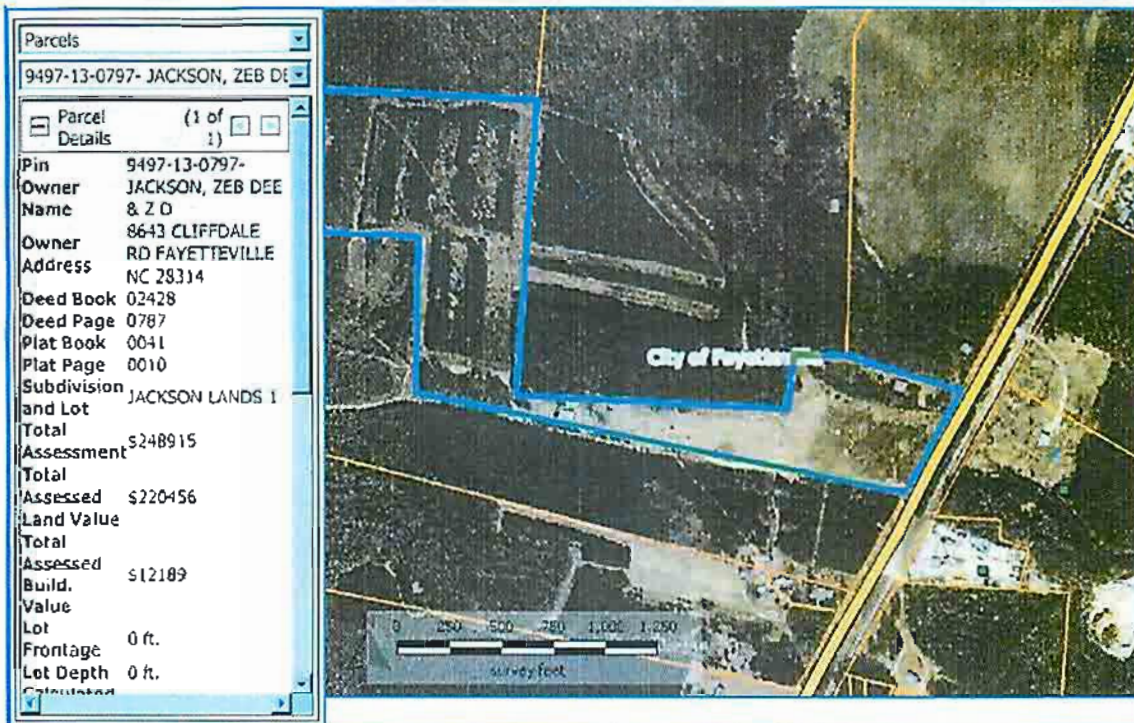 Parcels
9497-13-0797- JACKSON, ZEB DE
Parcel Details (1 of 1)
Pin 9497-13-0797-
Owner Name JACKSON, ZEB DEE & Z D
Owner Address 8643 CLIFFDALE RD FAYETTEVILLE NC 28314
Deed Book 02428
Deed Page 0787
Plat Book 0041
Plat Page 0010
Subdivision and Lot JACKSON LANDS 1
Total Assessment $248915
Total Assessed Land Value $220456
Total Assessed Build. Value $12189
Lot Frontage 0 ft.
Lot Depth 0 ft.
Calculated
City of
0 250 500 750 1,000 1,250
survey feet